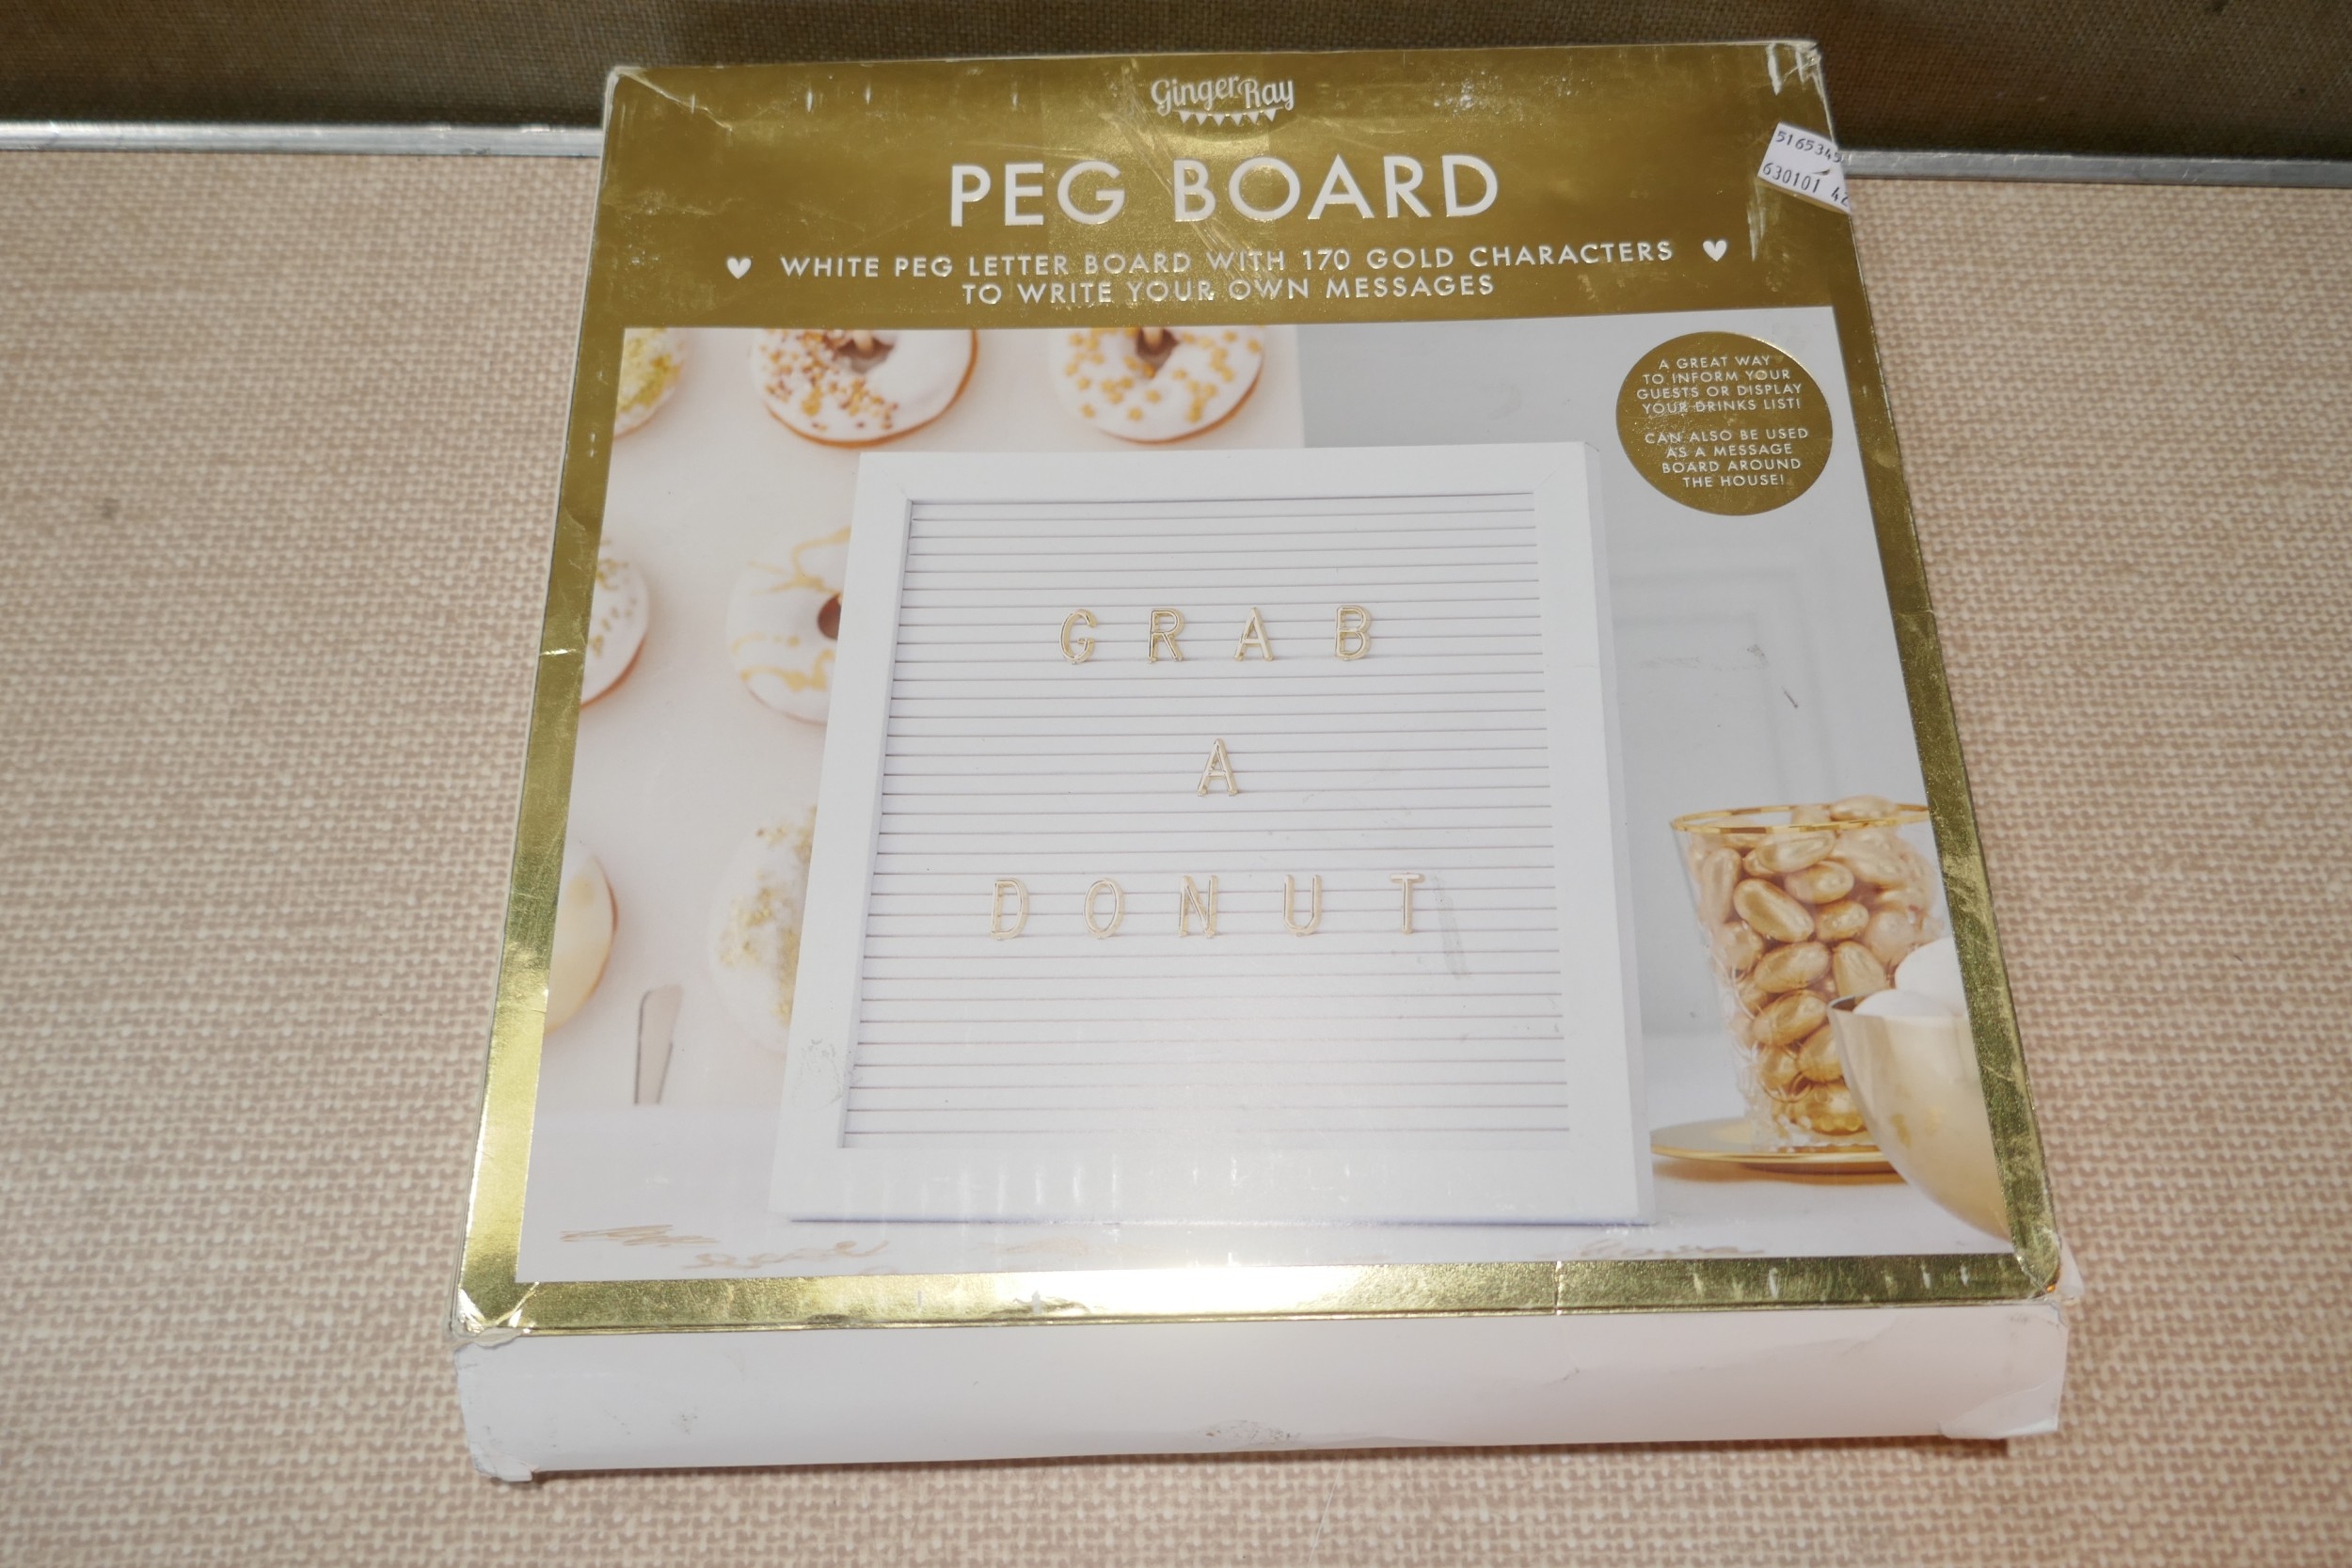 Ginger Ray
PEG BOARD
WHITE PEG LETTER BOARD WITH 170 GOLD CHARACTERS
TO WRITE YOUR OWN MESSAGES
630101
A GREAT WAY
TO INFORM YOUR
GUESTS OR DISPLAY
YOUR DRINKS LIST!
CAN ALSO BE USED
AS A MESSAGE
BOARD AROUND
THE HOUSE!
GRAB
A
DONUT